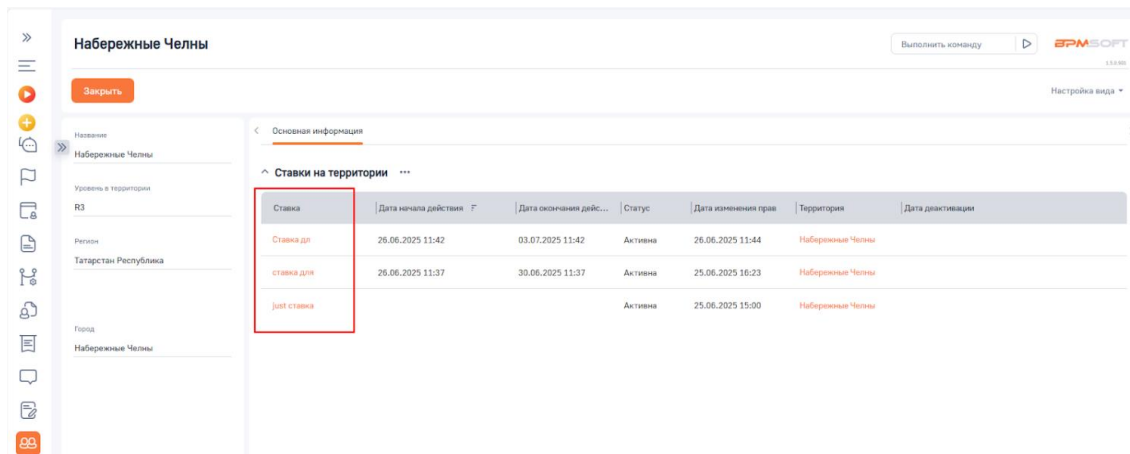 Набережные Челны
Выполнить команду
BPMSOFT
Закрыть
Настройка вида
Название
Набережные Челны
Уровень в территории
R3
Регион
Татарстан Республика
Город
Набережные Челны
Основная информация
Ставки на территории ...
Ставка Дата начала действия Дата окончания дейс... Статус Дата изменения прав Территория Дата деактивации
Ставка дл 26.06.2025 11:42 03.07.2025 11:42 Активна 26.06.2025 11:44 Набережные Челны
ставка для 26.06.2025 11:37 30.06.2025 11:37 Активна 25.06.2025 16:23 Набережные Челны
just ставка Активна 25.06.2025 15:00 Набережные Челны